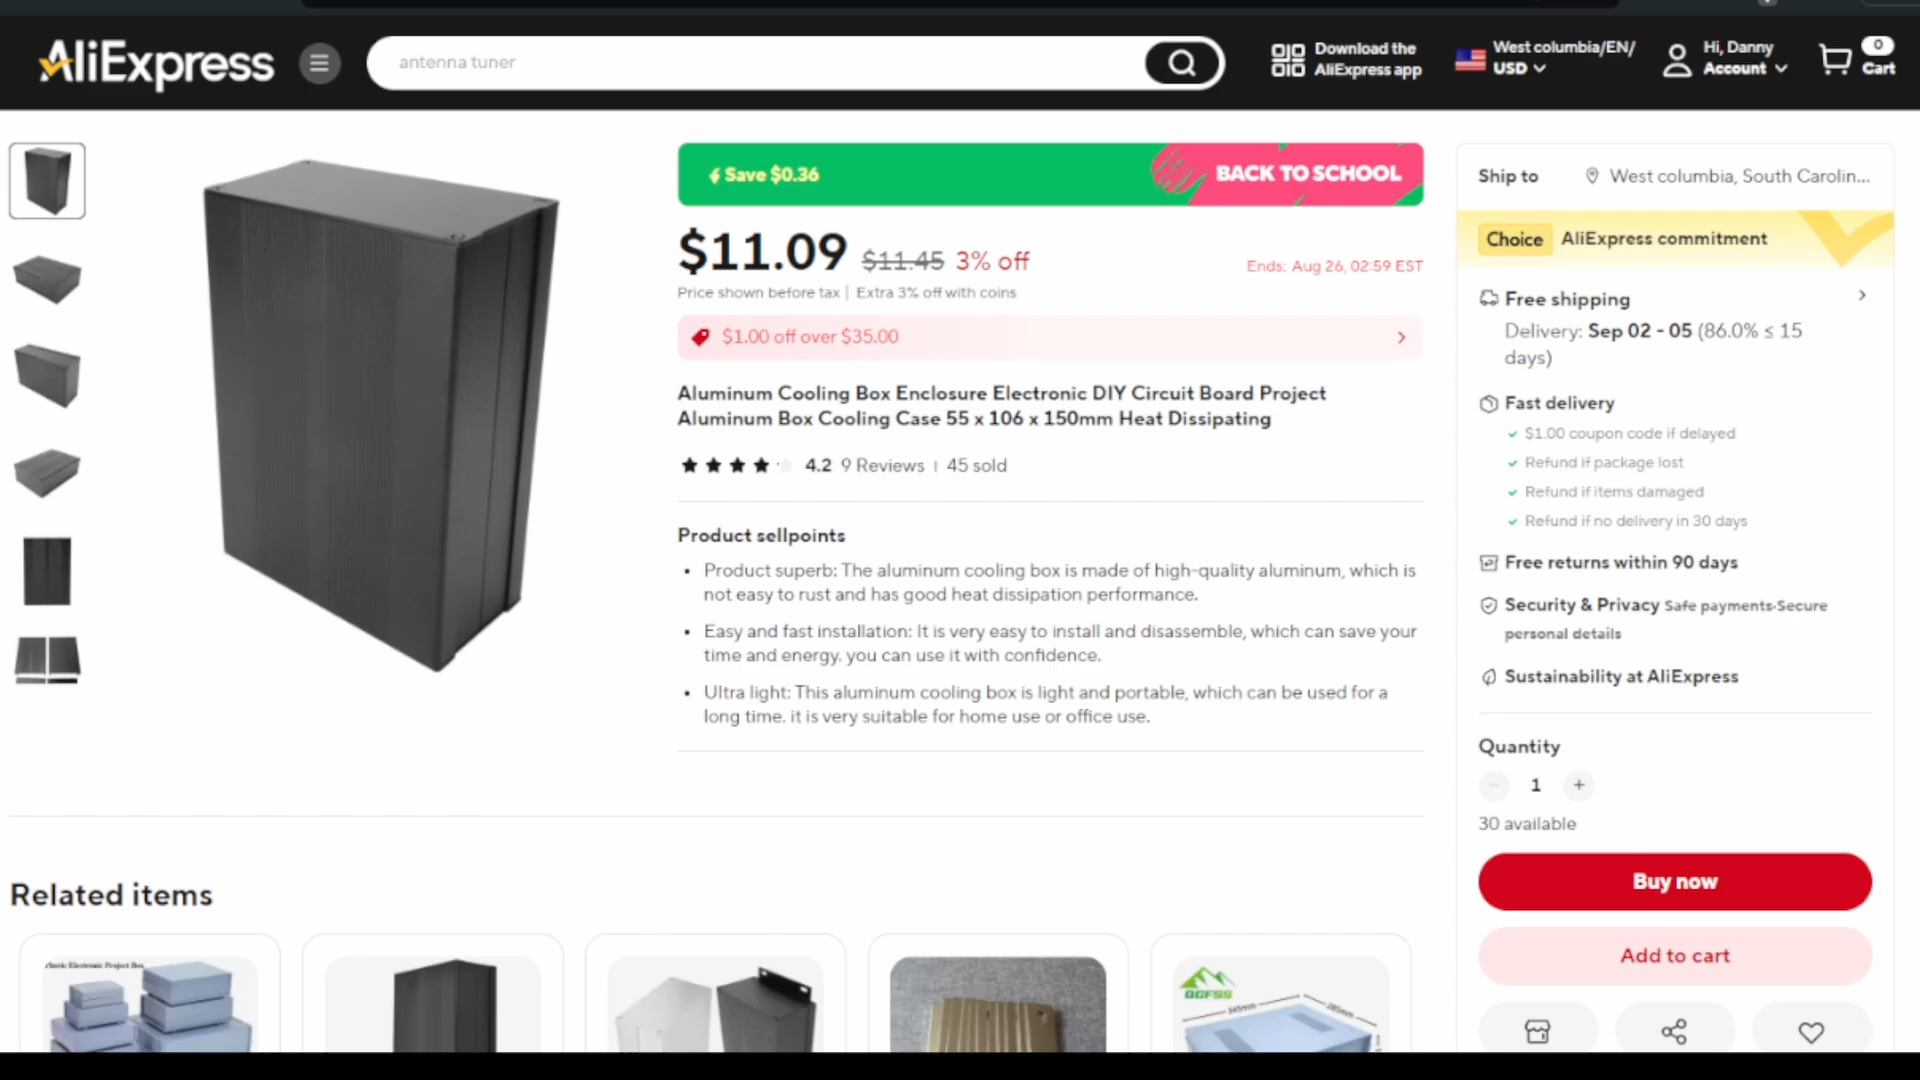 AliExpress
antenna tuner
Download the
AliExpress app
West columbia/EN/
USD
Hi, Danny
Account
0
Cart
Save $0.36
BACK TO SCHOOL
$11.09 $11.45 3% off
Ends: Aug 26, 02:59 EST
Price shown before tax | Extra 3% off with coins
$1.00 off over $35.00
Aluminum Cooling Box Enclosure Electronic DIY Circuit Board Project
Aluminum Box Cooling Case 55 x 106 x 150mm Heat Dissipating
4.2 9 Reviews | 45 sold
Product sellpoints
• Product superb: The aluminum cooling box is made of high-quality aluminum, which is
not easy to rust and has good heat dissipation performance.
• Easy and fast installation: It is very easy to install and disassemble, which can save your
time and energy. you can use it with confidence.
• Ultra light: This aluminum cooling box is light and portable, which can be used for a
long time. it is very suitable for home use or office use.
Ship to
West columbia, South Carolin...
Choice AliExpress commitment
Free shipping
Delivery: Sep 02 - 05 (86.0% ≤ 15
days)
Fast delivery
$1.00 coupon code if delayed
Refund if package lost
Refund if items damaged
Refund if no delivery in 30 days
Free returns within 90 days
Security & Privacy Safe payments·Secure
personal details
Sustainability at AliExpress
Quantity
− 1 +
30 available
Buy now
Add to cart
Related items
Electronic Project Box
OGFSS
345mm
285mm